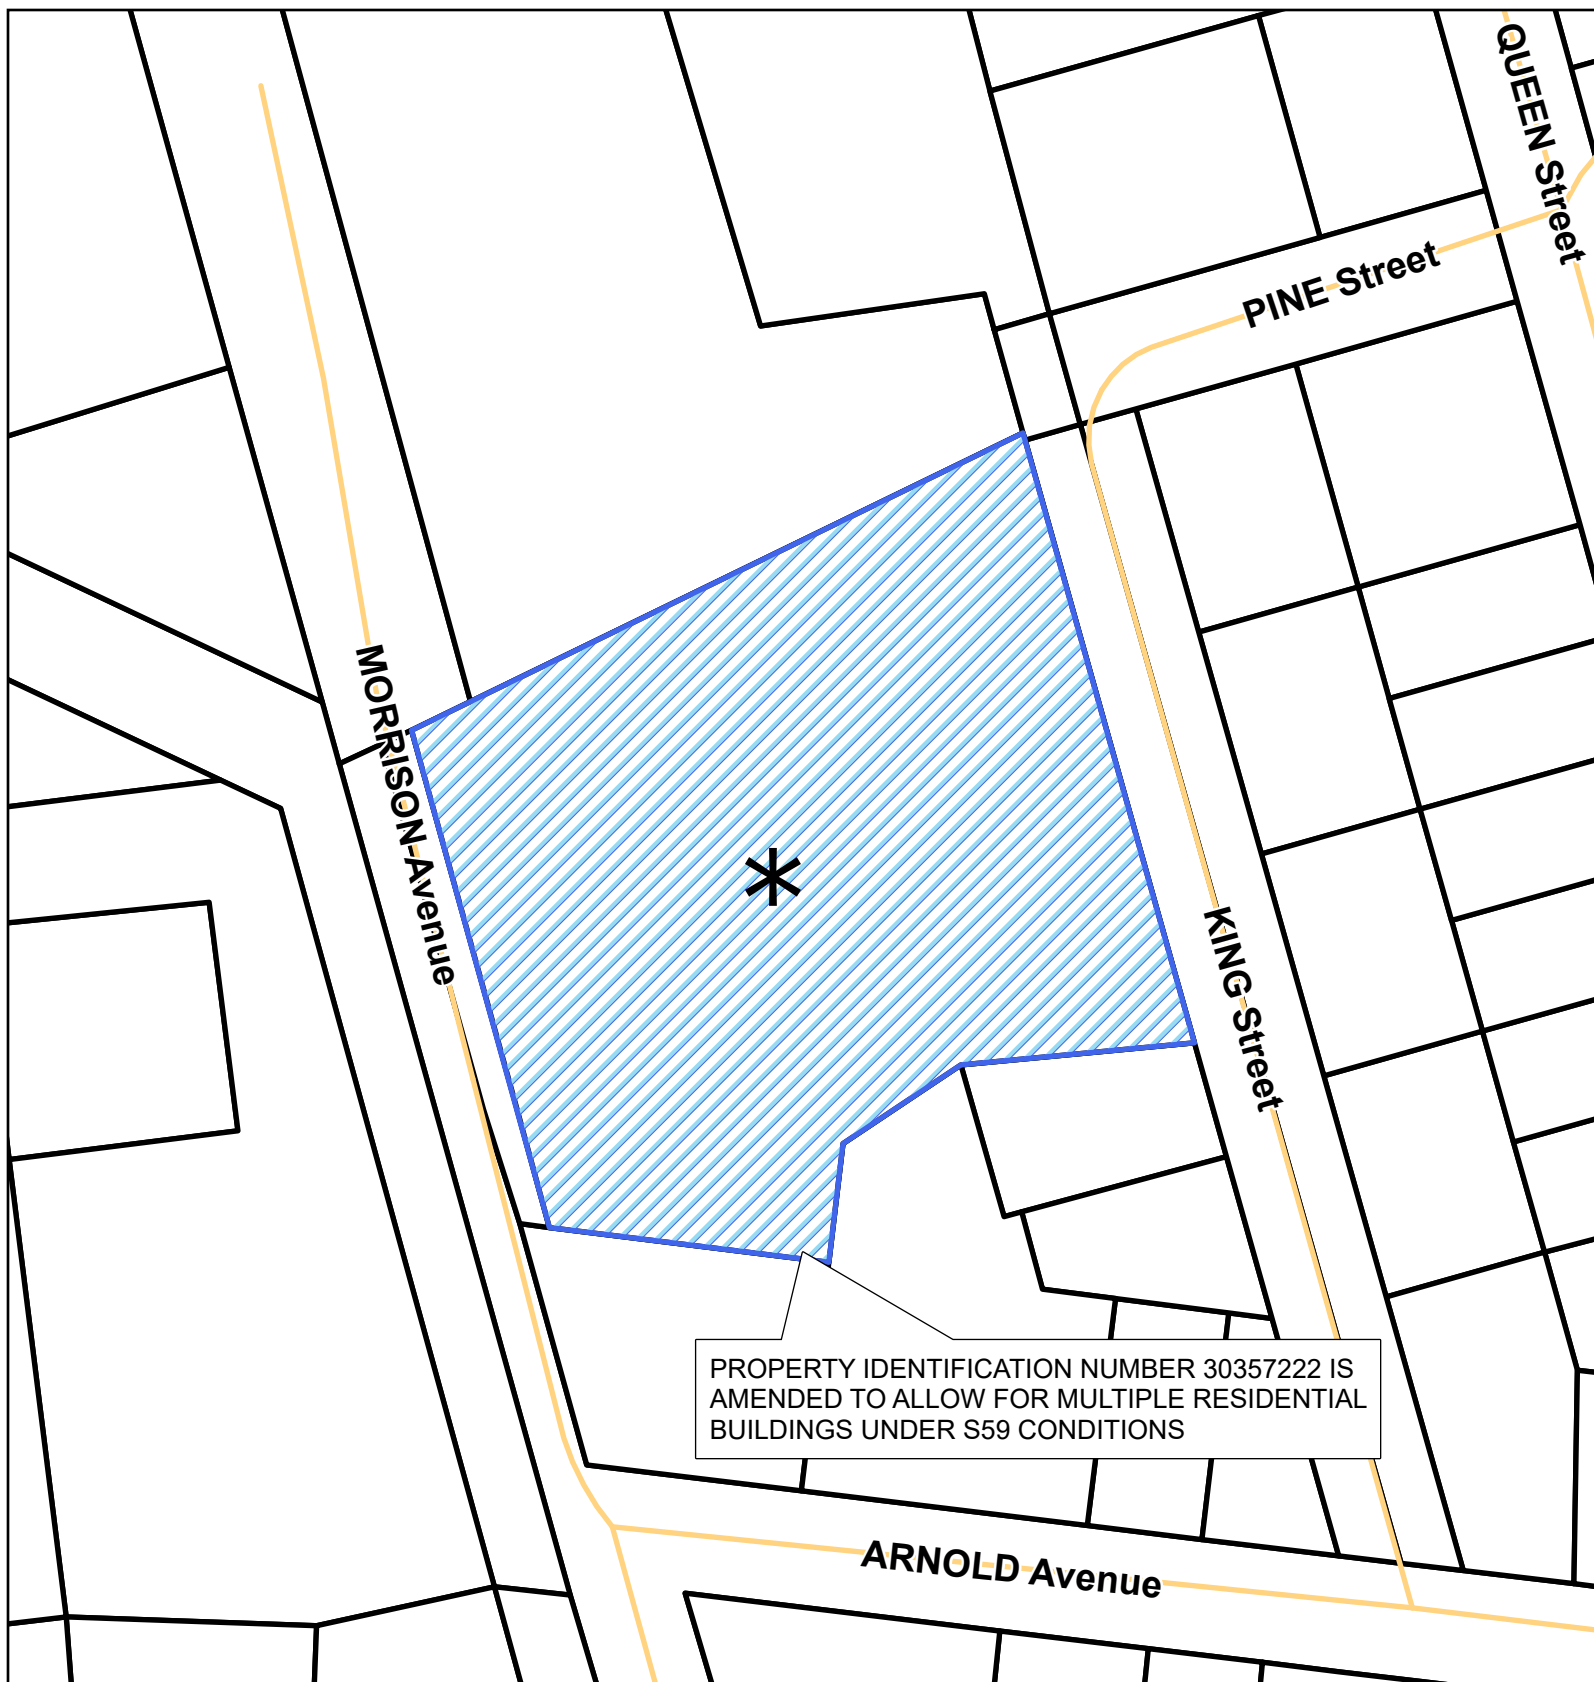 QUEEN Street
PINE Street
MORRISON Avenue
KING Street
PROPERTY IDENTIFICATION NUMBER 30357222 IS
AMENDED TO ALLOW FOR MULTIPLE RESIDENTIAL
BUILDINGS UNDER S59 CONDITIONS
ARNOLD Avenue